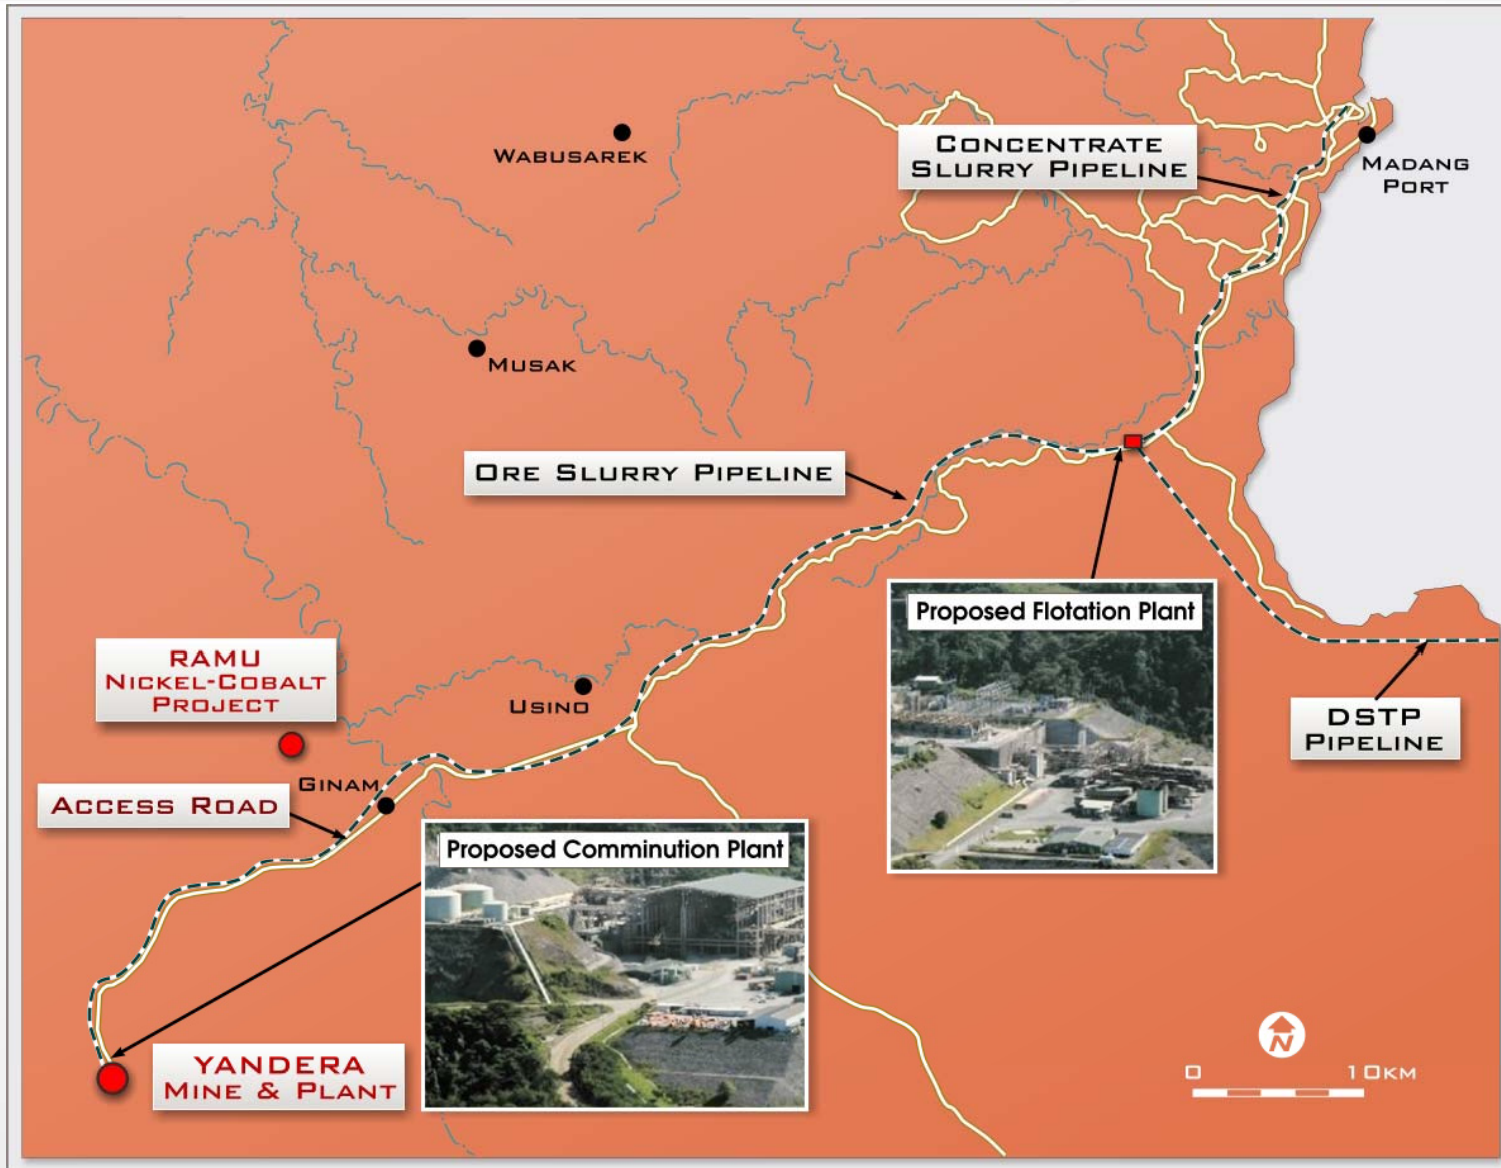 Wabusarek
Concentrate
Slurry Pipeline
Madang
Port
Musak
Ore Slurry Pipeline
Proposed Flotation Plant
RAMU
Nickel-Cobalt
Project
Usino
DSTP
Pipeline
Ginam
Access Road
Proposed Comminution Plant
YANDERA
Mine & Plant
N
0 10km